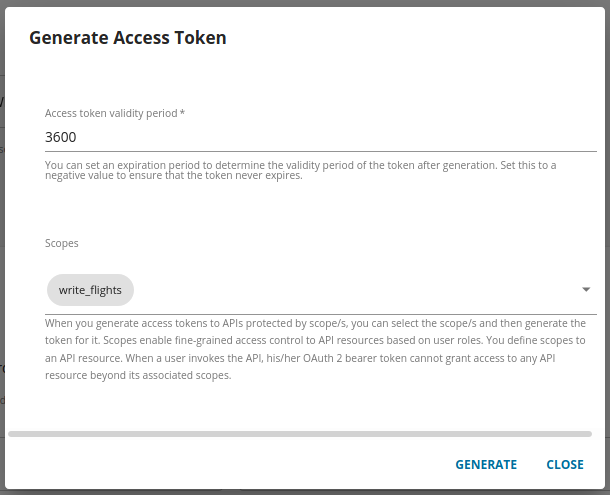 Generate Access Token
Access token validity period *
3600
You can set an expiration period to determine the validity period of the token after generation. Set this to a
negative value to ensure that the token never expires.
Scopes
write_flights
When you generate access tokens to APIs protected by scope/s, you can select the scope/s and then generate the
token for it. Scopes enable fine-grained access control to API resources based on user roles. You define scopes to
an API resource. When a user invokes the API, his/her OAuth 2 bearer token cannot grant access to any API
resource beyond its associated scopes.
GENERATE CLOSE